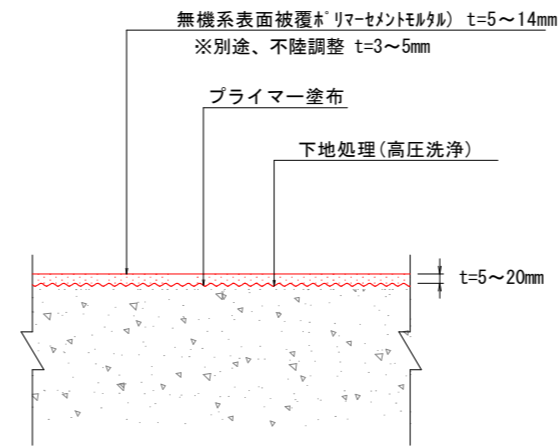 無機系表面被覆ﾎﾟﾘﾏｰｾﾒﾝﾄﾓﾙﾀﾙ) t=5～14mm
※別途、不陸調整 t=3～5mm
プライマー塗布
下地処理(高圧洗浄)
t=5～20mm